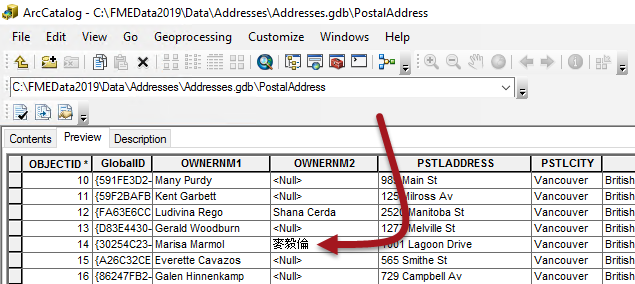 ArcCatalog - C:\FMEData2019\Data\Addresses\Addresses.gdb\PostalAddress
File Edit View Go Geoprocessing Customize Windows Help
C:\FMEData2019\Data\Addresses\Addresses.gdb\PostalAddress
Contents Preview Description
OBJECTID * GlobalID OWNERNM1 OWNERNM2 PSTLADDRESS PSTLCITY
10 {591FE3D2- Many Purdy <Null> 98 Main St Vancouver British
11 {59F2BAFB Kent Garbett <Null> 125 Milross Av Vancouver British
12 {FA63E6CC Ludivina Rego Shana Cerda 2520 Manitoba St Vancouver British
13 {D83E4430- Gerald Woodburn <Null> 127 Melville St Vancouver British
14 {30254C23- Marisa Marmol 麥毅倫 1001 Lagoon Drive Vancouver British
15 {A26C32CE Everette Cavazos <Null> 565 Smithe St Vancouver British
16 {86247FB2- Galen Hinnenkamp <Null> 729 Campbell Av Vancouver British